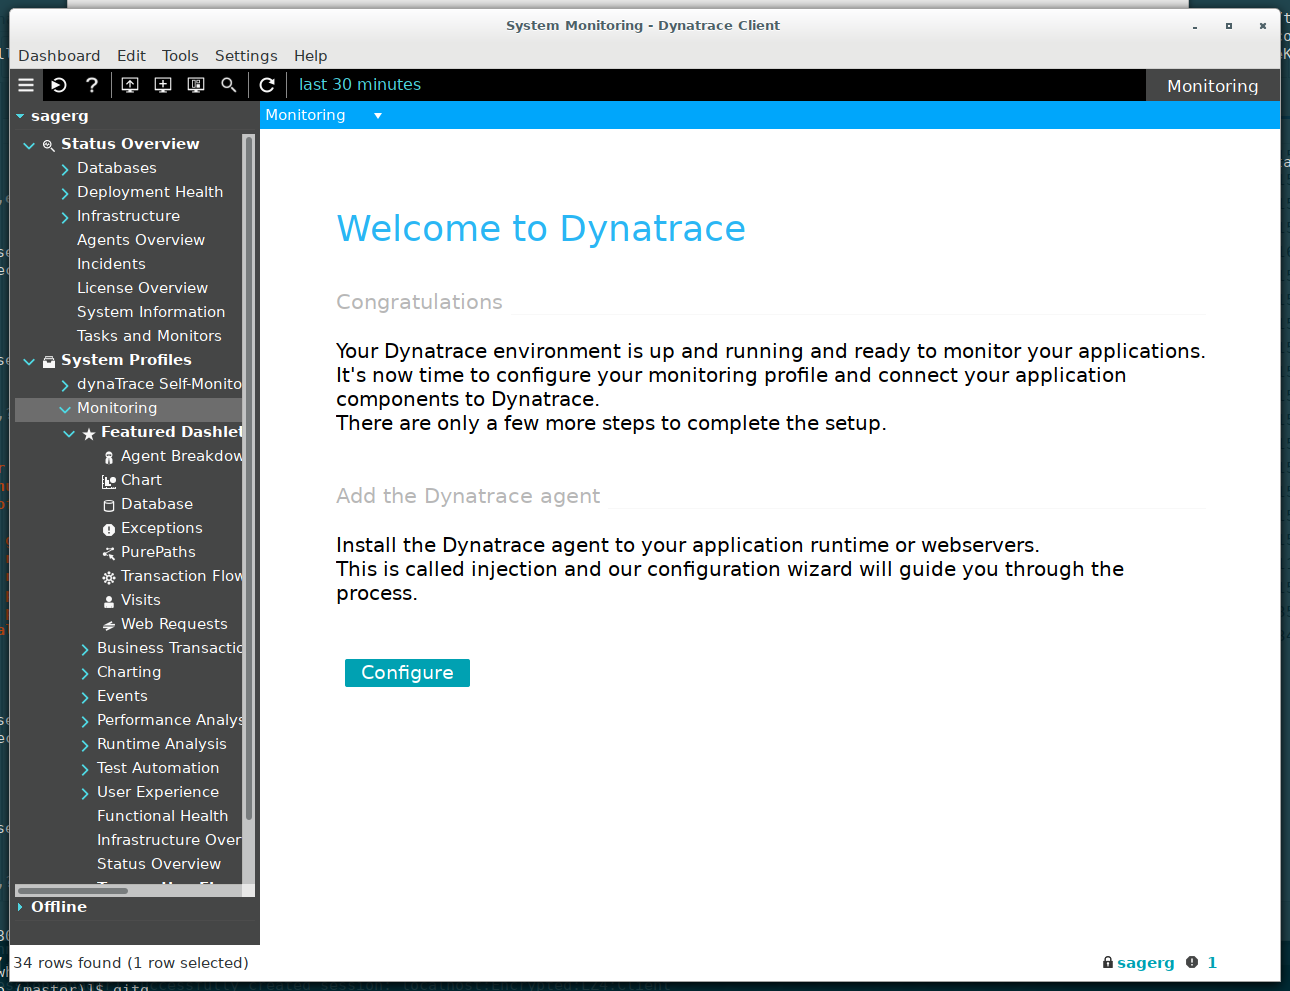 System Monitoring - Dynatrace Client
Dashboard Edit Tools Settings Help
last 30 minutes
Monitoring
sagerg
Monitoring
Status Overview
Databases
Deployment Health
Infrastructure
Agents Overview
Incidents
License Overview
System Information
Tasks and Monitors
System Profiles
dynaTrace Self-Monito
Monitoring
Featured Dashlet
Agent Breakdow
Chart
Database
Exceptions
PurePaths
Transaction Flow
Visits
Web Requests
Business Transactio
Charting
Events
Performance Analys
Runtime Analysis
Test Automation
User Experience
Functional Health
Infrastructure Over
Status Overview
Offline
Welcome to Dynatrace
Congratulations
Your Dynatrace environment is up and running and ready to monitor your applications.
It's now time to configure your monitoring profile and connect your application
components to Dynatrace.
There are only a few more steps to complete the setup.
Add the Dynatrace agent
Install the Dynatrace agent to your application runtime or webservers.
This is called injection and our configuration wizard will guide you through the
process.
Configure
34 rows found (1 row selected)
sagerg 1
(master)]$ gitg